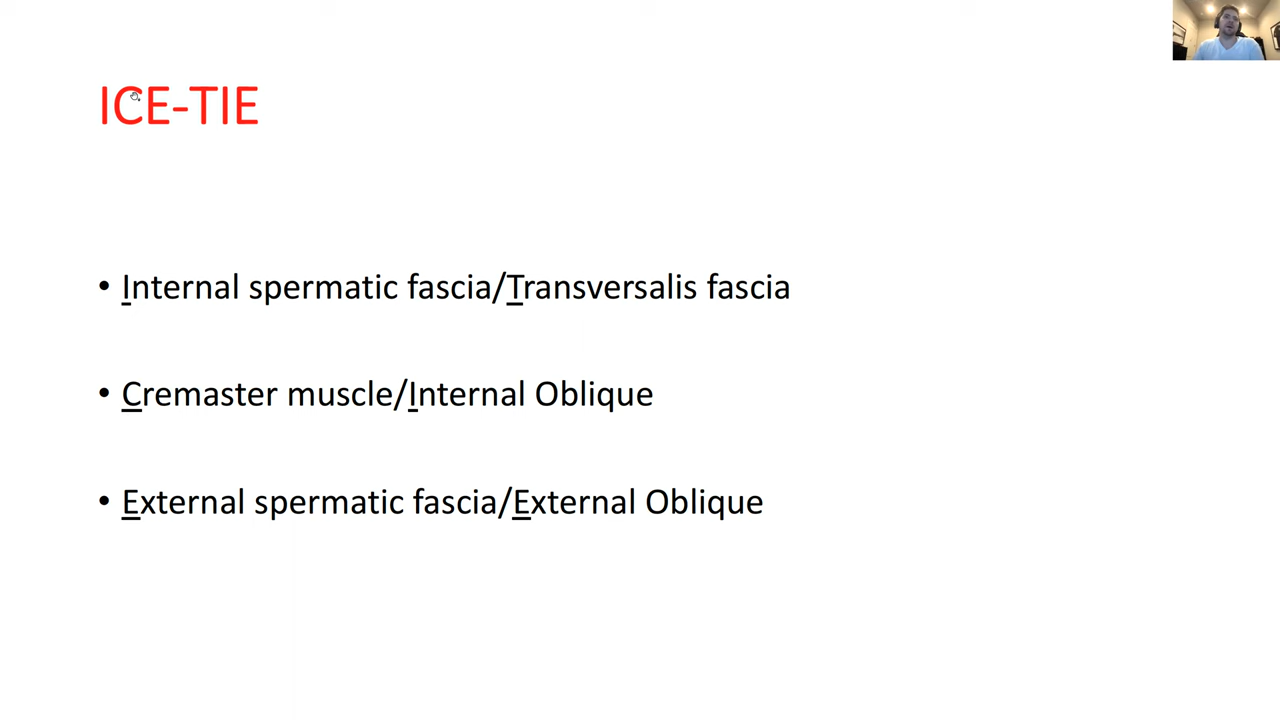 ICE-TIE
• Internal spermatic fascia/Transversalis fascia
• Cremaster muscle/Internal Oblique
• External spermatic fascia/External Oblique